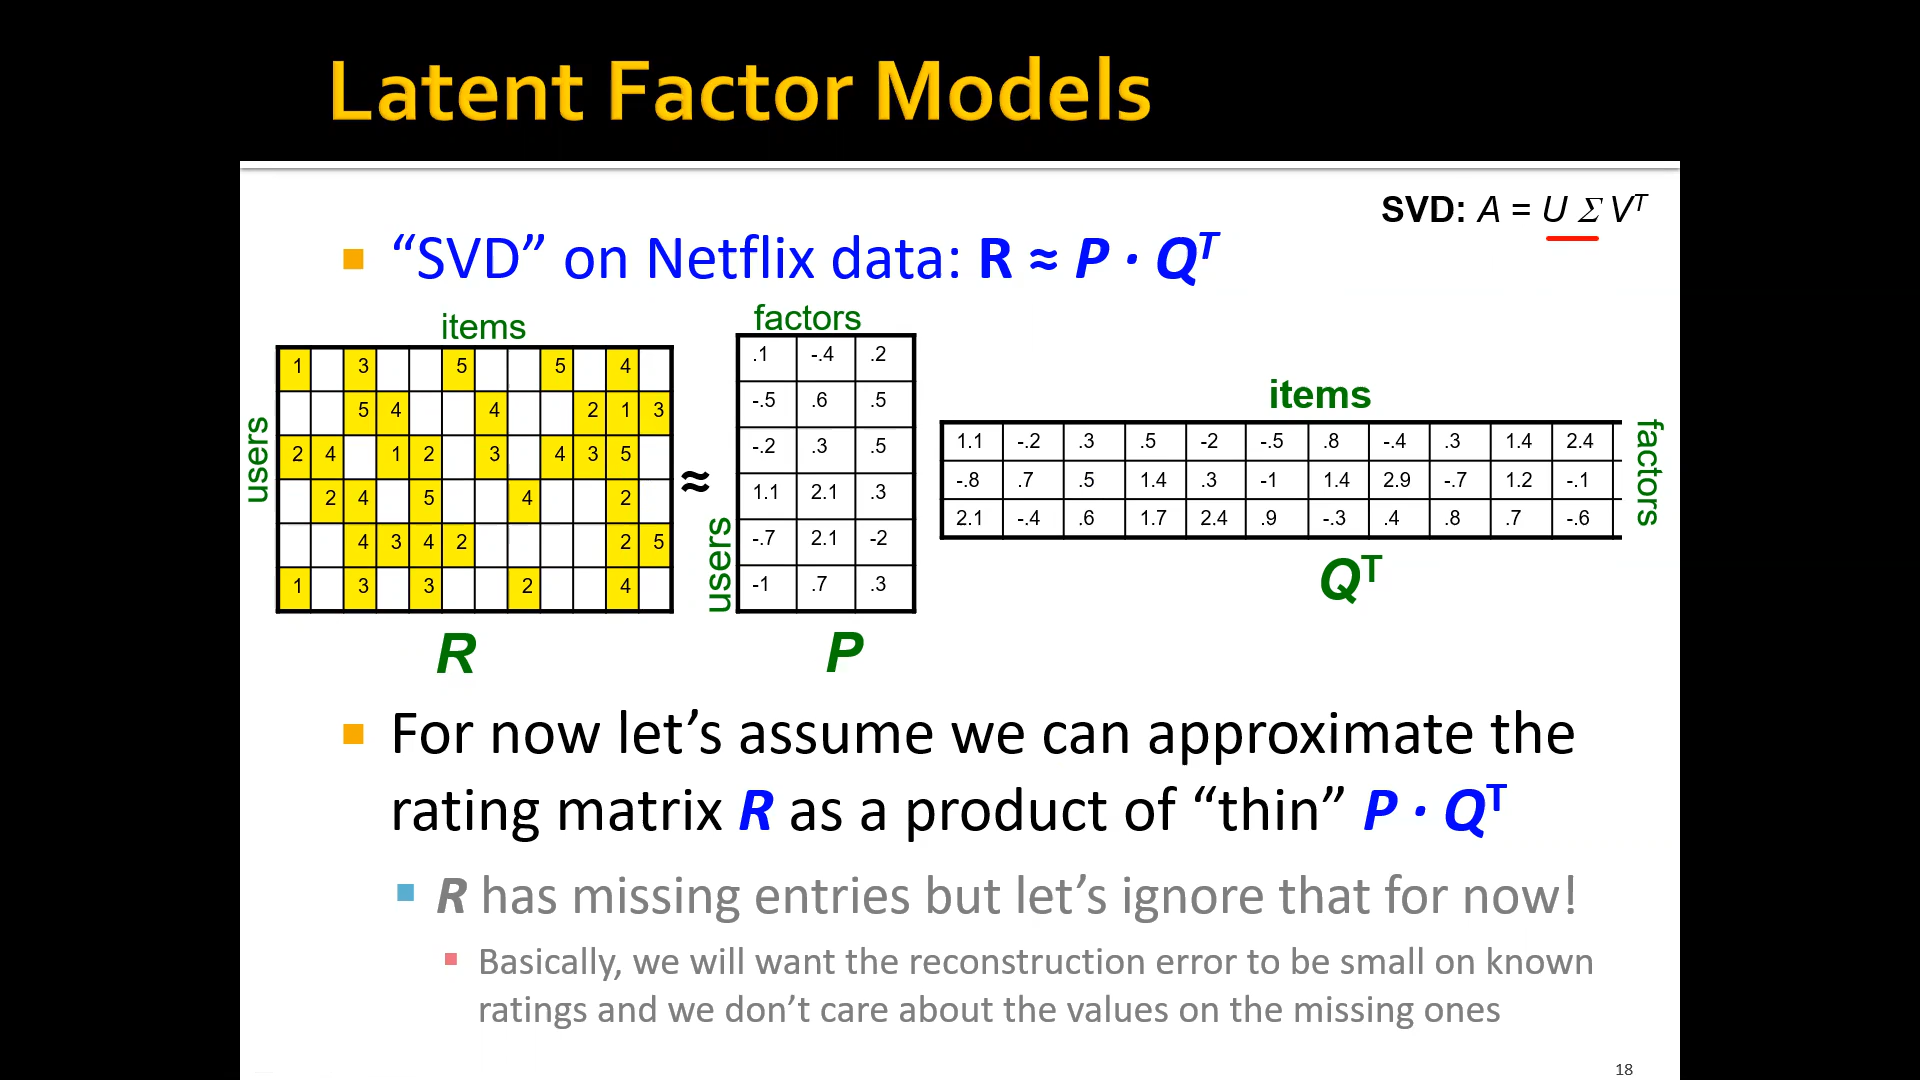 Latent Factor Models
SVD: A = U Σ Vᵀ
“SVD” on Netflix data: R ≈ P · Qᵀ
items
users
1 3 5 5 4
5 4 4 2 1 3
2 4 1 2 3 4 3 5
2 4 5 4 2
4 3 4 2 2 5
1 3 3 2 4
R
≈
factors
users
.1 -.4 .2
-.5 .6 .5
-.2 .3 .5
1.1 2.1 .3
-.7 2.1 -2
-1 .7 .3
P
items
factors
1.1 -.2 .3 .5 -2 -.5 .8 -.4 .3 1.4 2.4
-.8 .7 .5 1.4 .3 -1 1.4 2.9 -.7 1.2 -.1
2.1 -.4 .6 1.7 2.4 .9 -.3 .4 .8 .7 -.6
Qᵀ
For now let’s assume we can approximate the
rating matrix R as a product of “thin” P · Qᵀ
R has missing entries but let’s ignore that for now!
Basically, we will want the reconstruction error to be small on known
ratings and we don’t care about the values on the missing ones
18